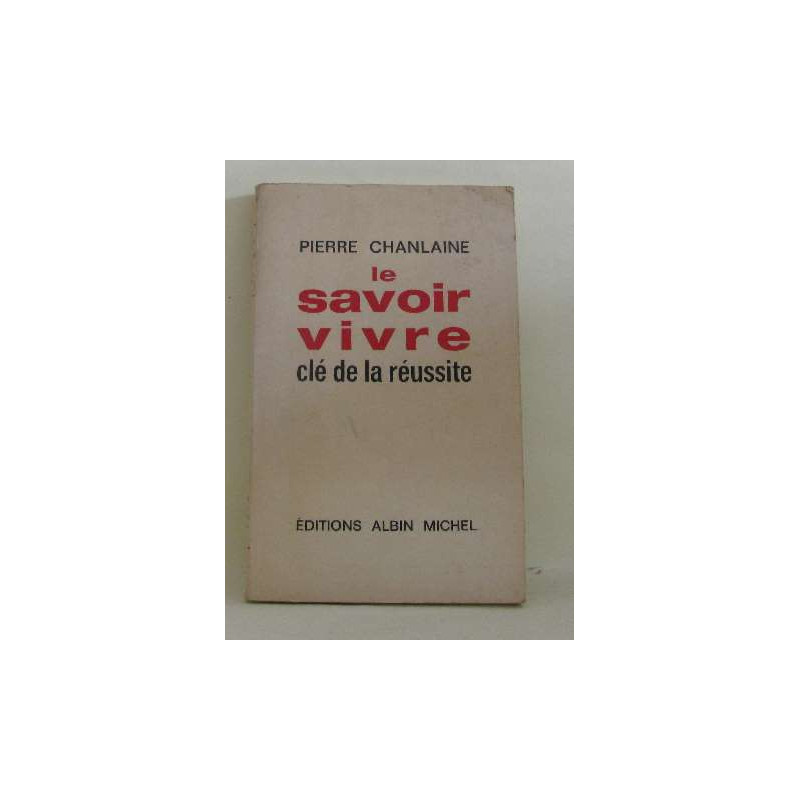 PIERRE CHANLAINE
le
savoir
vivre
clé de la réussite
ÉDITIONS ALBIN MICHEL